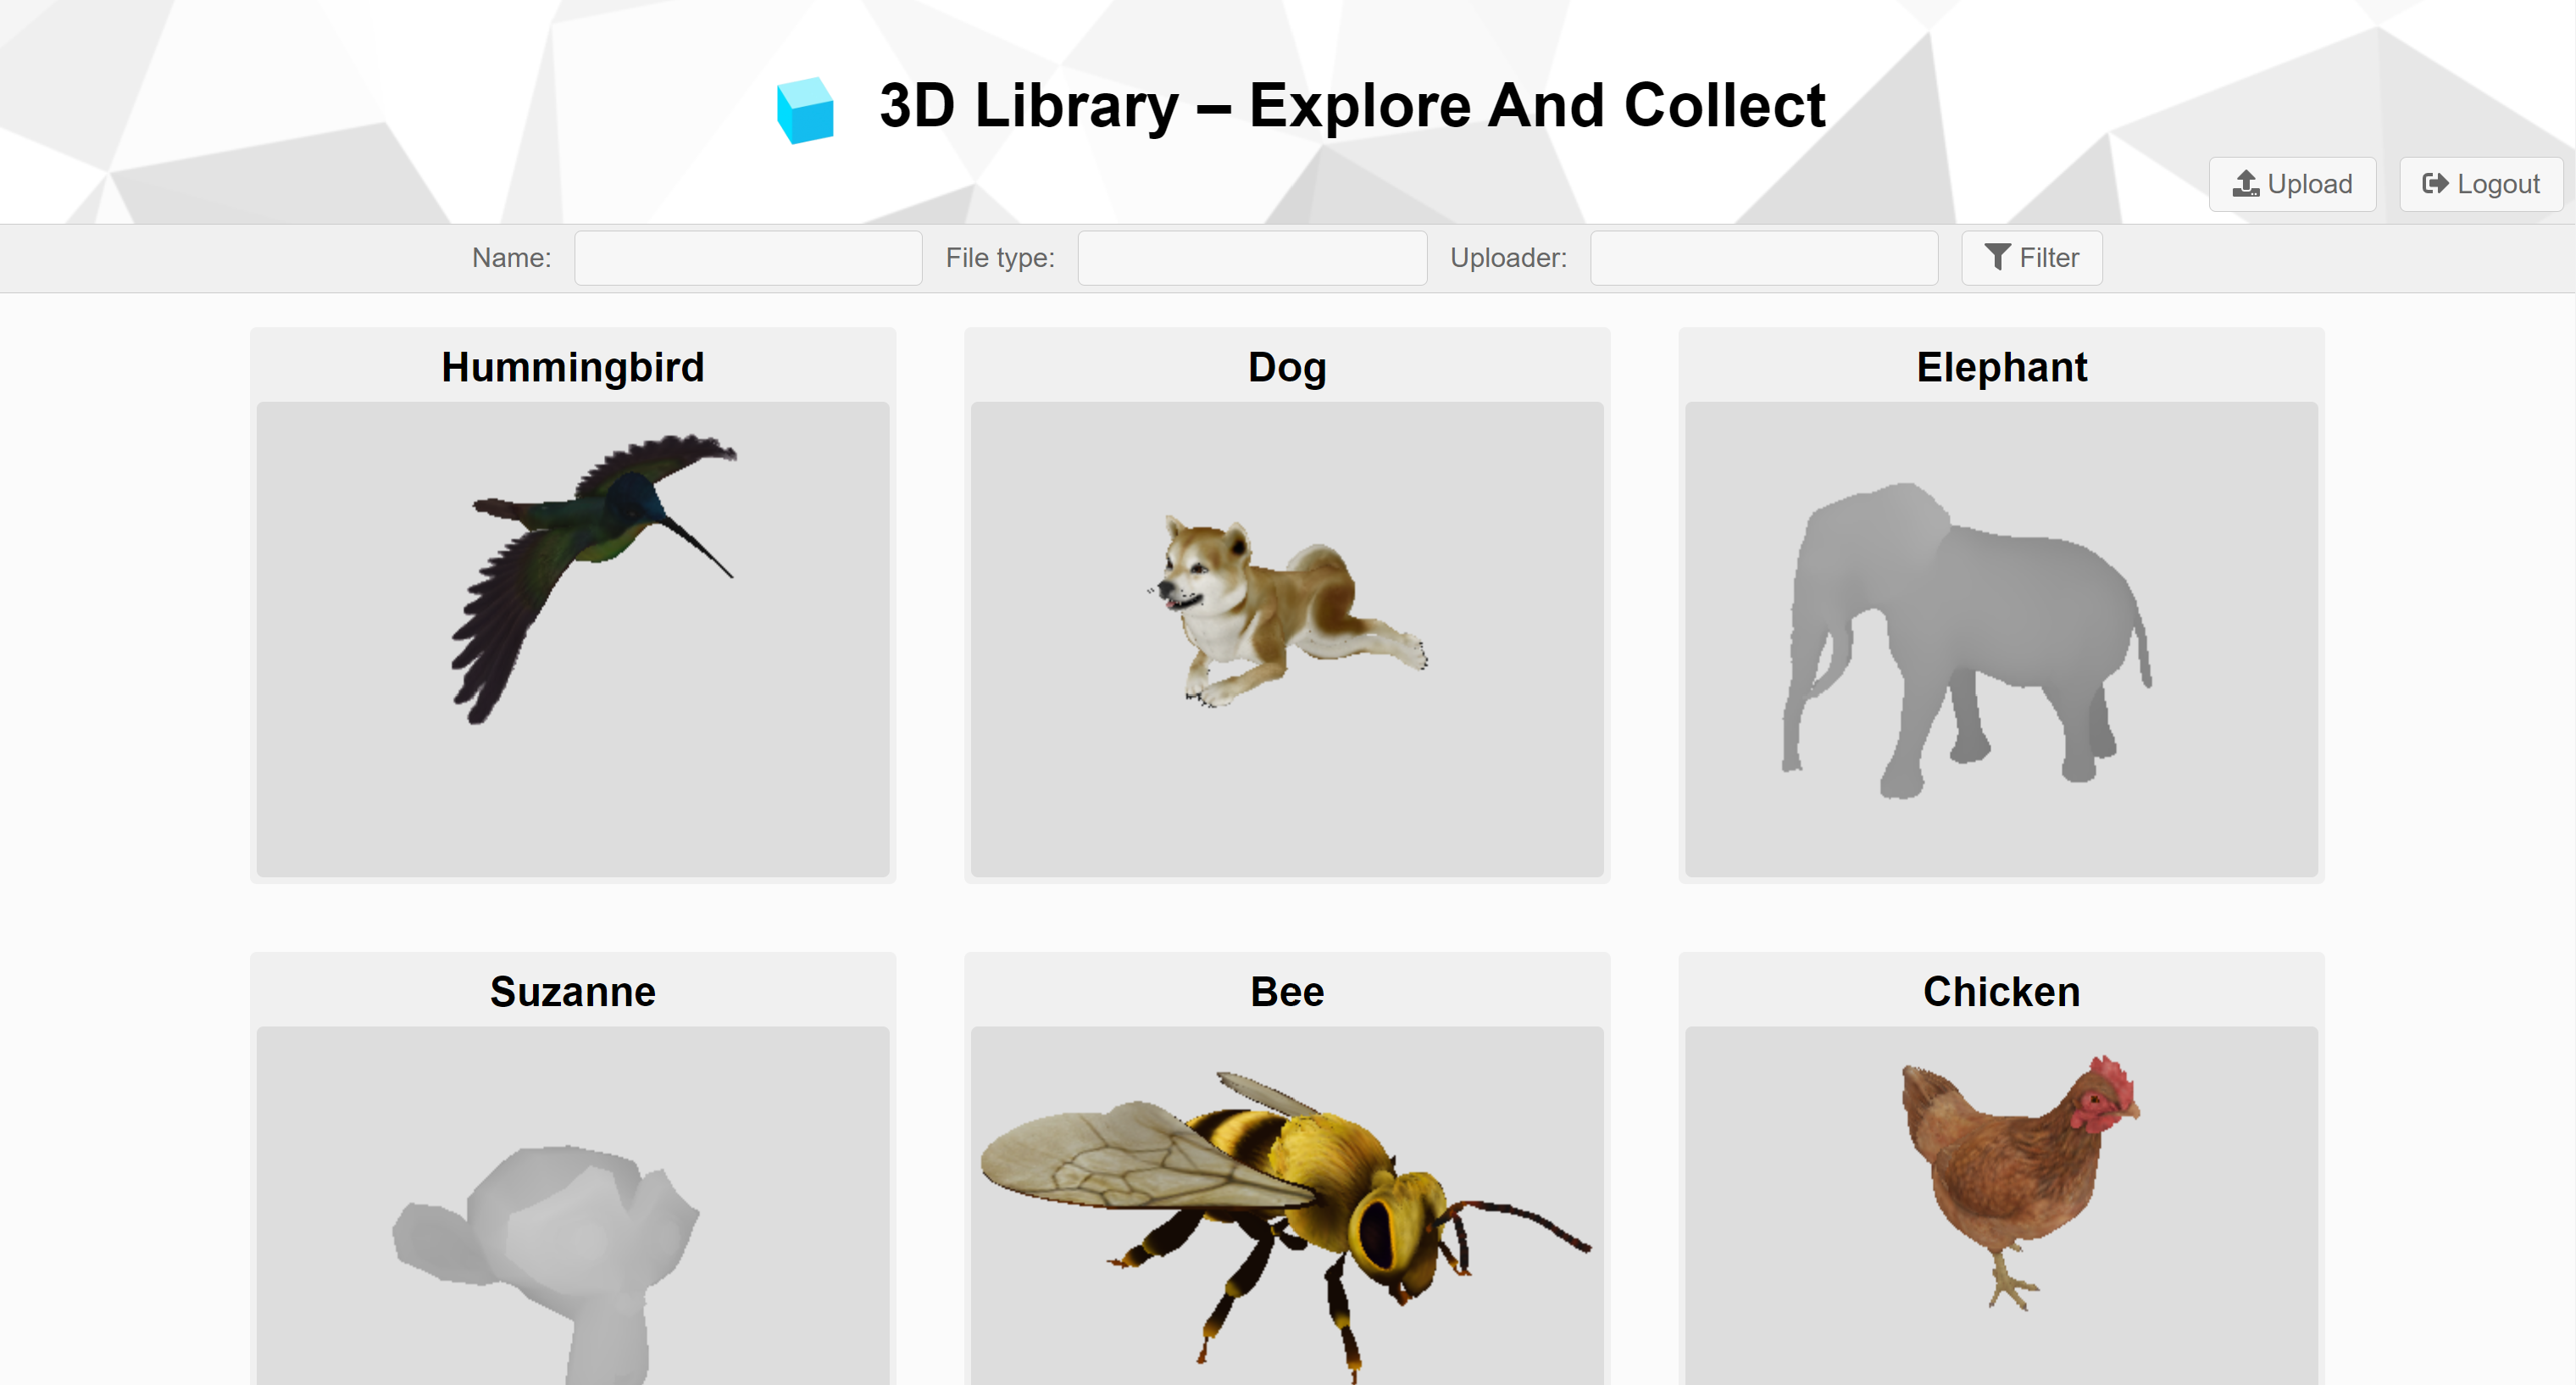 3D Library – Explore And Collect
Upload
Logout
Name:
File type:
Uploader:
Filter
Hummingbird
Dog
Elephant
Suzanne
Bee
Chicken